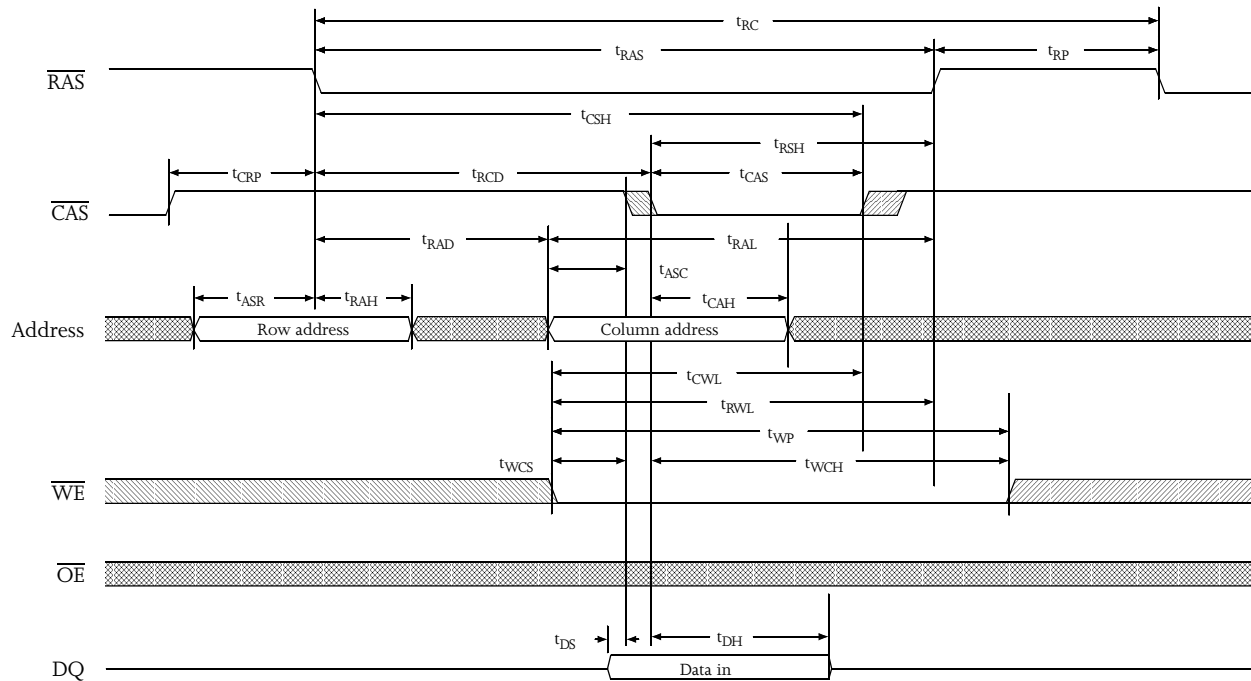 tRC
tRAS
tRP
RAS
tCSH
tRSH
tCRP
tRCD
tCAS
CAS
tRAD
tRAL
tASC
tASR
tRAH
tCAH
Address
Row address
Column address
tCWL
tRWL
tWP
tWCS
tWCH
WE
OE
tDS
tDH
DQ
Data in